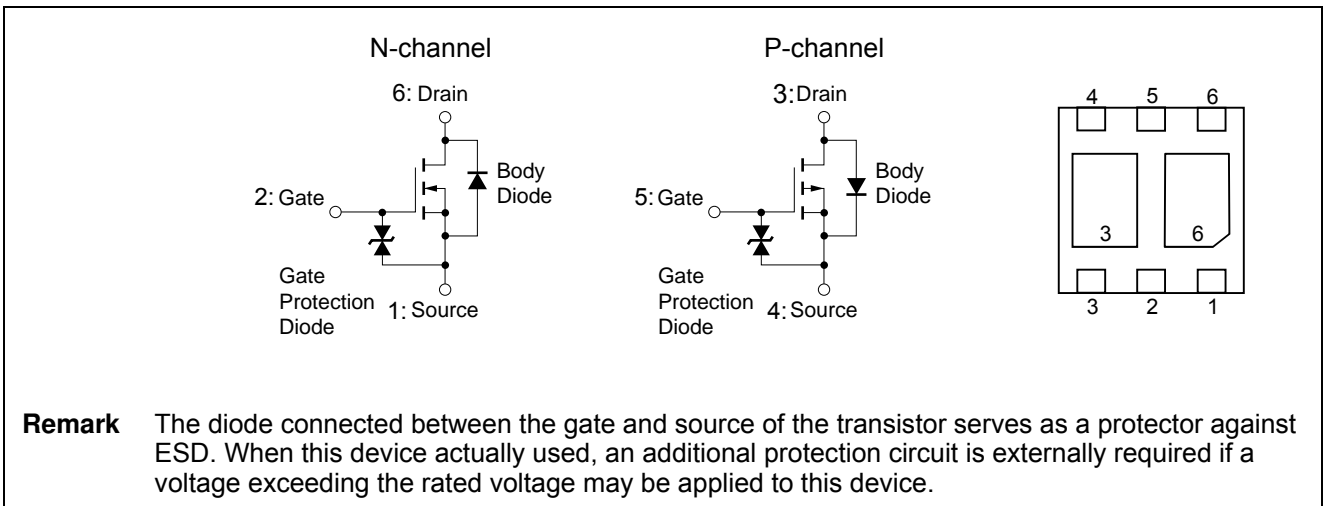 N-channel
6: Drain
2: Gate
Body
Diode
Gate
Protection
Diode
1: Source
P-channel
3:Drain
5: Gate
Body
Diode
Gate
Protection
Diode
4: Source
4 5 6
3 6
3 2 1
Remark The diode connected between the gate and source of the transistor serves as a protector against
ESD. When this device actually used, an additional protection circuit is externally required if a
voltage exceeding the rated voltage may be applied to this device.